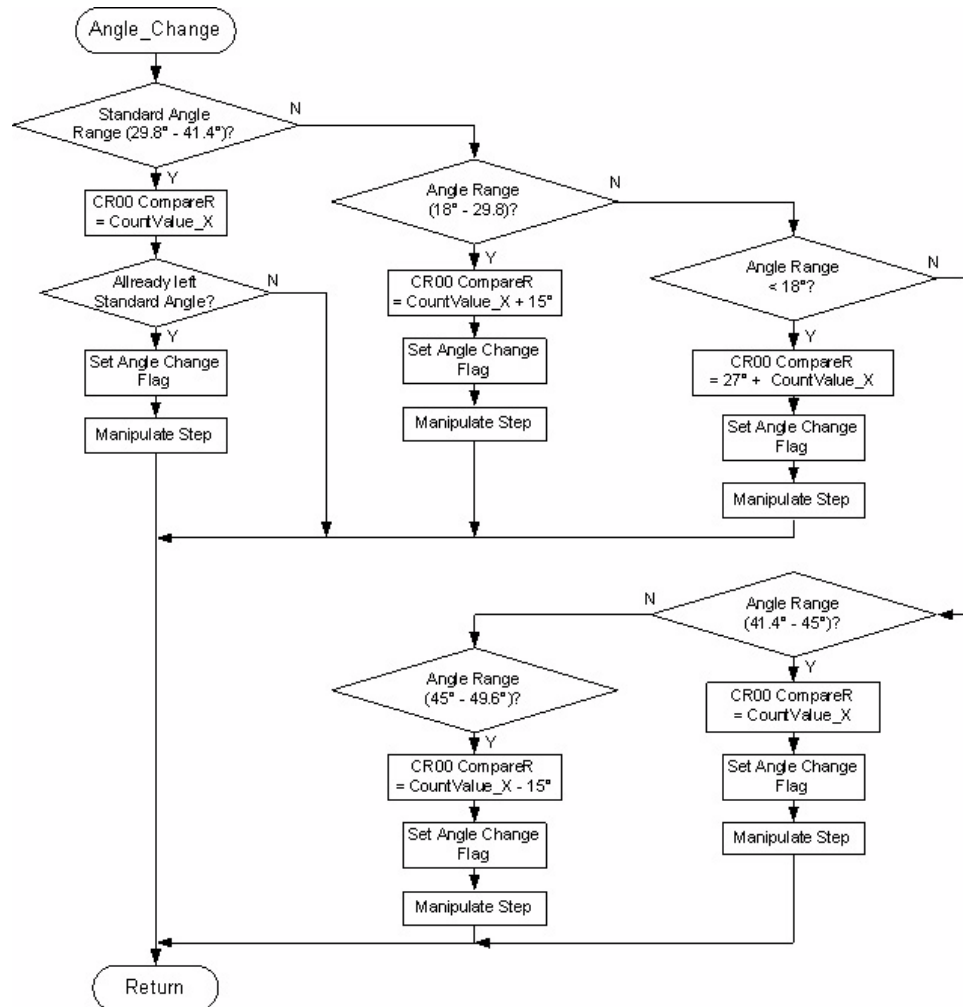 Angle_Change
Standard Angle
Range (29.8° - 41.4°)?
N
Y
CR00 CompareR
= CountValue_X
Allready left
Standard Angle?
N
Y
Set Angle Change
Flag
Manipulate Step
Angle Range
(18° - 29.8)?
N
Y
CR00 CompareR
= CountValue_X + 15°
Set Angle Change
Flag
Manipulate Step
Angle Range
< 18°?
N
Y
CR00 CompareR
= 27° + CountValue_X
Set Angle Change
Flag
Manipulate Step
Angle Range
(41.4° - 45°)?
N
Y
CR00 CompareR
= CountValue_X
Set Angle Change
Flag
Manipulate Step
Angle Range
(45° - 49.6°)?
Y
CR00 CompareR
= CountValue_X - 15°
Set Angle Change
Flag
Manipulate Step
Return